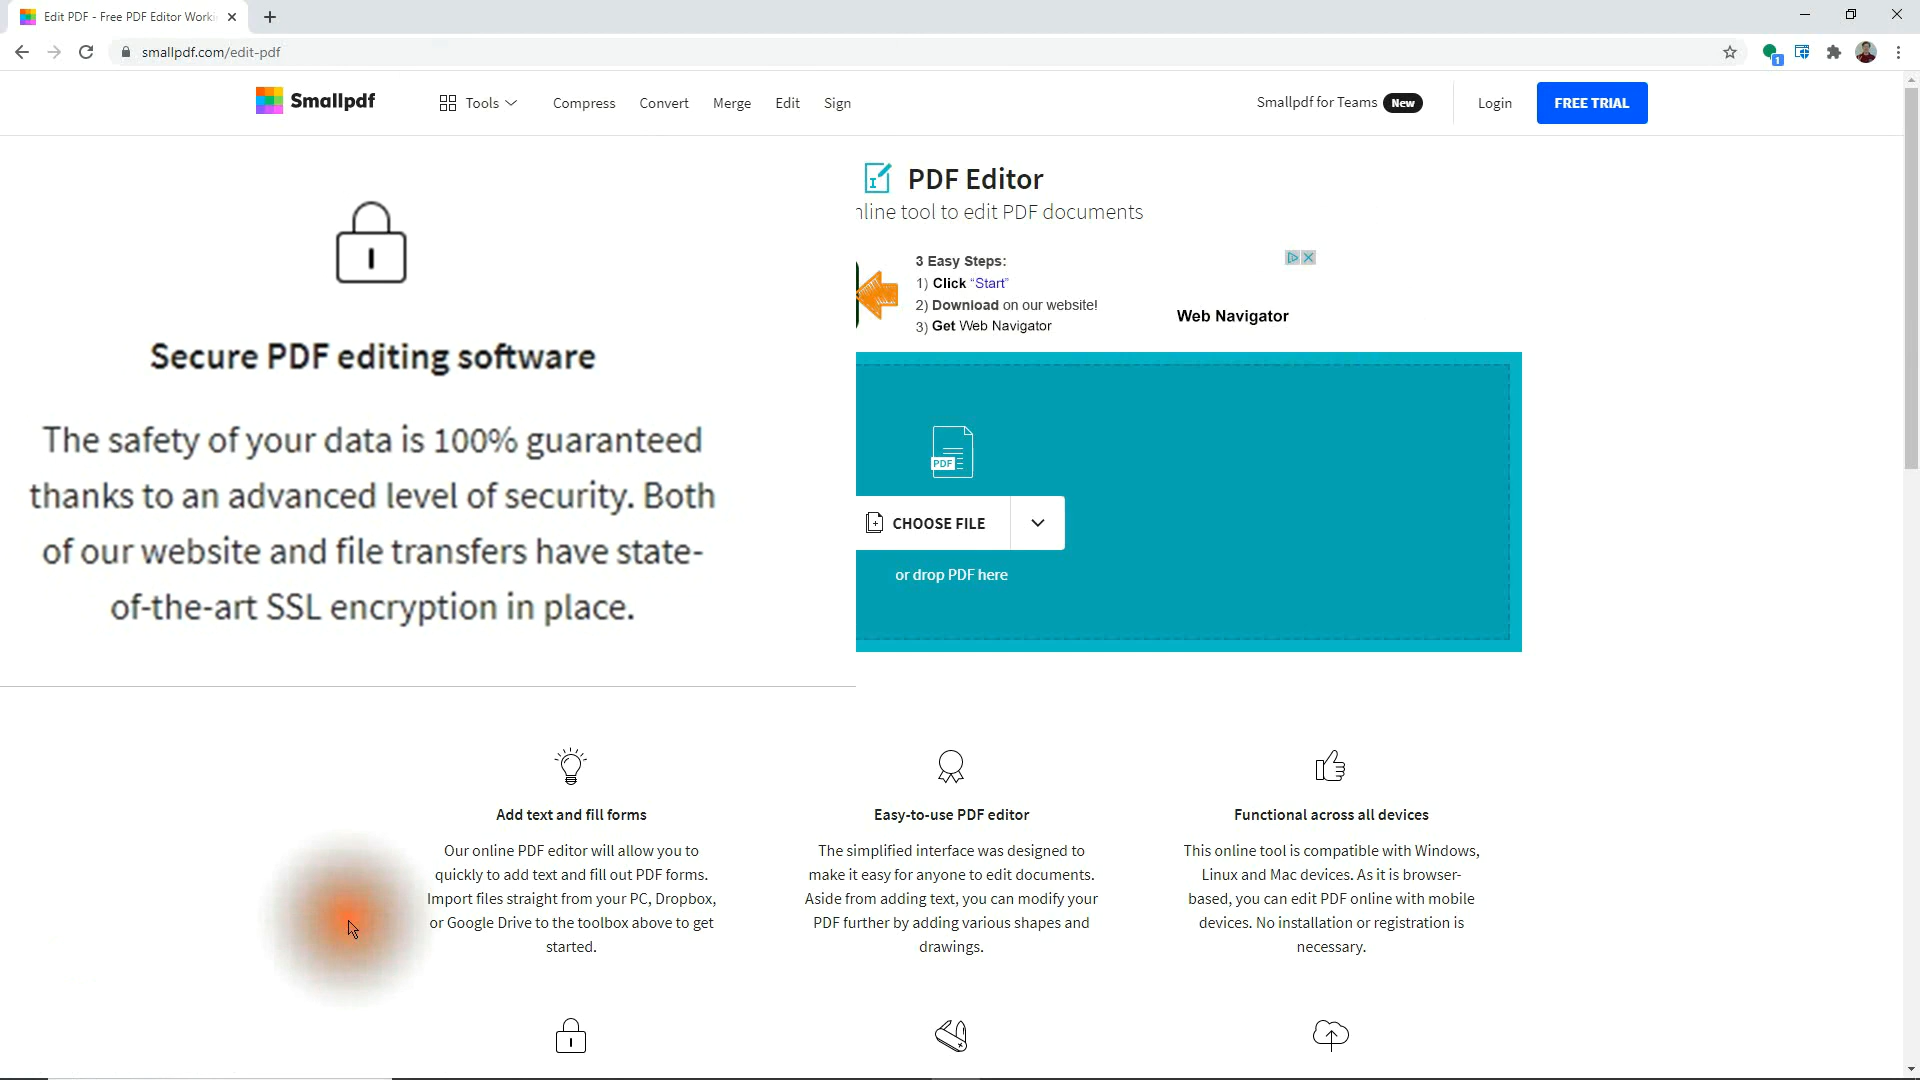 Edit PDF - Free PDF Editor Worki
smallpdf.com/edit-pdf
1
Smallpdf
Tools
Compress
Convert
Merge
Edit
Sign
Smallpdf for Teams New
Login
FREE TRIAL
Secure PDF editing software
The safety of your data is 100% guaranteed
thanks to an advanced level of security. Both
of our website and file transfers have state-
of-the-art SSL encryption in place.
PDF Editor
nline tool to edit PDF documents
3 Easy Steps:
1) Click “Start”
2) Download on our website!
3) Get Web Navigator
Web Navigator
PDF
CHOOSE FILE
or drop PDF here
Add text and fill forms
Our online PDF editor will allow you to
quickly to add text and fill out PDF forms.
Import files straight from your PC, Dropbox,
or Google Drive to the toolbox above to get
started.
Easy-to-use PDF editor
The simplified interface was designed to
make it easy for anyone to edit documents.
Aside from adding text, you can modify your
PDF further by adding various shapes and
drawings.
Functional across all devices
This online tool is compatible with Windows,
Linux and Mac devices. As it is browser-
based, you can edit PDF online with mobile
devices. No installation or registration is
necessary.